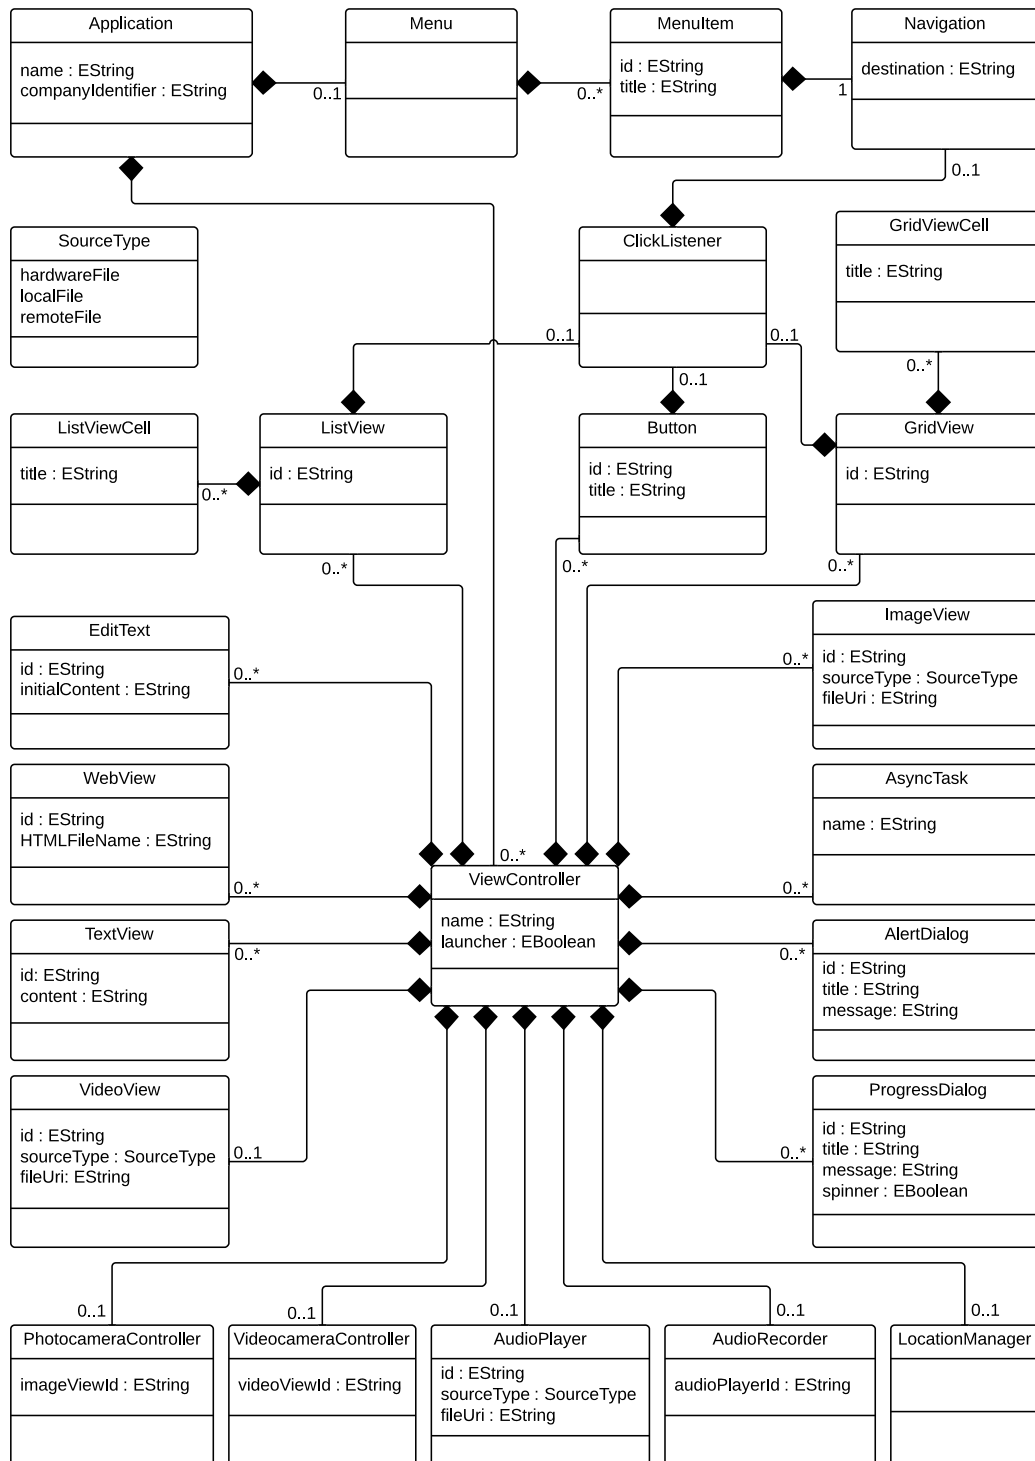 Application
name : EString
companyIdentifier : EString
0..1
Menu
0..*
MenuItem
id : EString
title : EString
1
Navigation
destination : EString
0..1
SourceType
hardwareFile
localFile
remoteFile
ClickListener
GridViewCell
title : EString
0..1
0..1
0..1
0..*
ListViewCell
title : EString
0..*
ListView
id : EString
Button
id : EString
title : EString
GridView
id : EString
0..*
0..*
0..*
EditText
id : EString
initialContent : EString
0..*
ImageView
id : EString
sourceType : SourceType
fileUri : EString
0..*
WebView
id : EString
HTMLFileName : EString
0..*
AsyncTask
name : EString
0..*
0..*
ViewController
name : EString
launcher : EBoolean
TextView
id: EString
content : EString
0..*
AlertDialog
id : EString
title : EString
message: EString
0..*
VideoView
id : EString
sourceType : SourceType
fileUri: EString
0..1
ProgressDialog
id : EString
title : EString
message: EString
spinner : EBoolean
0..*
0..1
0..1
0..1
0..1
0..1
PhotocameraController
imageViewId : EString
VideocameraController
videoViewId : EString
AudioPlayer
id : EString
sourceType : SourceType
fileUri : EString
AudioRecorder
audioPlayerId : EString
LocationManager